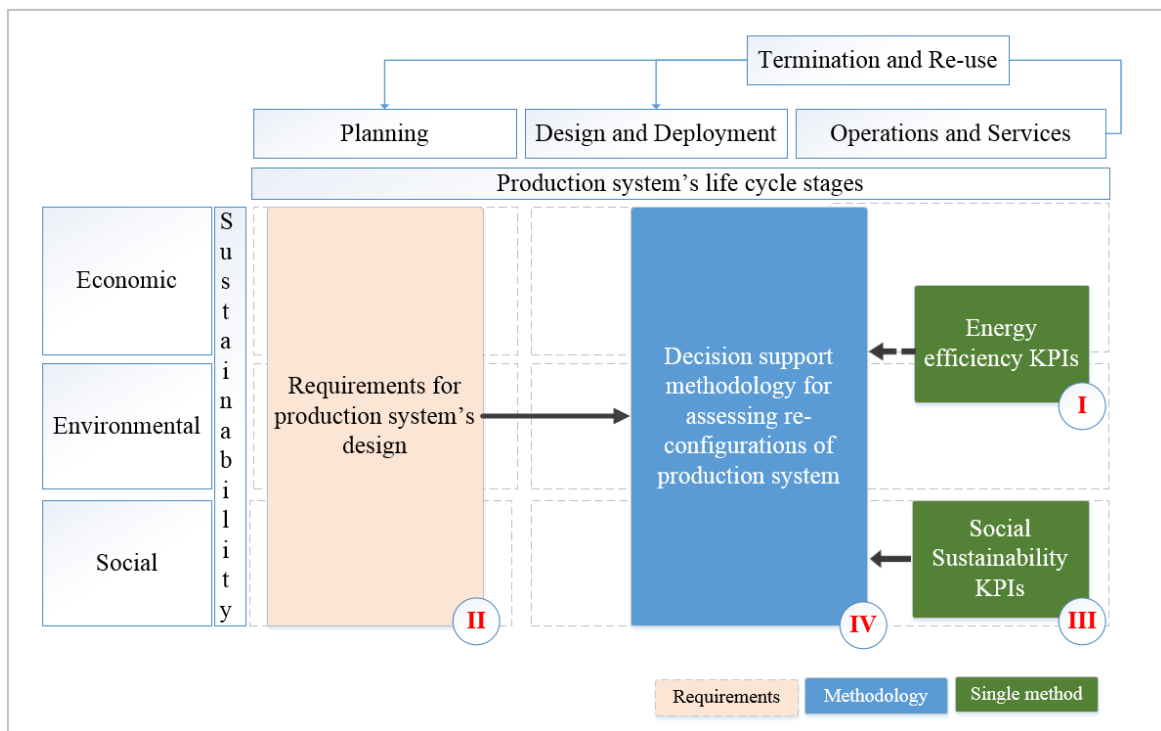 Termination and Re-use
Planning
Design and Deployment
Operations and Services
Production system’s life cycle stages
Economic
Environmental
Social
Sustainability
Requirements for
production system’s
design
II
Decision support
methodology for
assessing re-
configurations of
production system
IV
Energy
efficiency KPIs
I
Social
Sustainability
KPIs
III
Requirements
Methodology
Single method